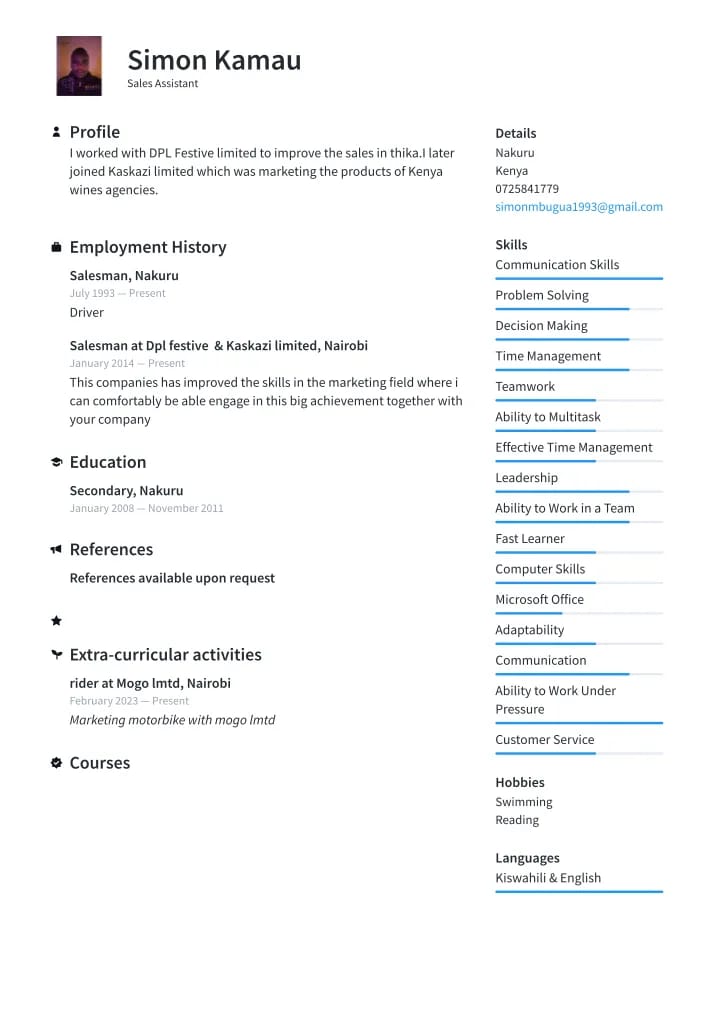 Simon Kamau
Sales Assistant
Profile
I worked with DPL Festive limited to improve the sales in thika.I later
joined Kaskazi limited which was marketing the products of Kenya
wines agencies.
Employment History
Salesman, Nakuru
July 1993 — Present
Driver
Salesman at Dpl festive & Kaskazi limited, Nairobi
January 2014 — Present
This companies has improved the skills in the marketing field where i
can comfortably be able engage in this big achievement together with
your company
Education
Secondary, Nakuru
January 2008 — November 2011
References
References available upon request
Extra-curricular activities
rider at Mogo lmtd, Nairobi
February 2023 — Present
Marketing motorbike with mogo lmtd
Courses
Details
Nakuru
Kenya
0725841779
simonmbugua1993@gmail.com
Skills
Communication Skills
Problem Solving
Decision Making
Time Management
Teamwork
Ability to Multitask
Effective Time Management
Leadership
Ability to Work in a Team
Fast Learner
Computer Skills
Microsoft Office
Adaptability
Communication
Ability to Work Under
Pressure
Customer Service
Hobbies
Swimming
Reading
Languages
Kiswahili & English